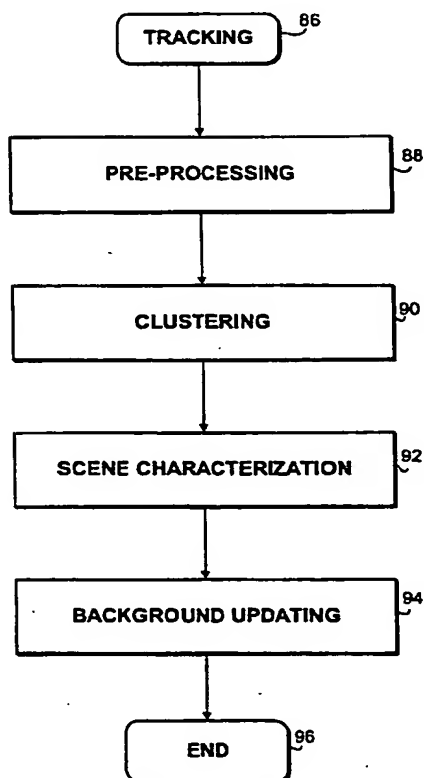 TRACKING
86
PRE-PROCESSING
88
CLUSTERING
90
SCENE CHARACTERIZATION
92
BACKGROUND UPDATING
94
END
96